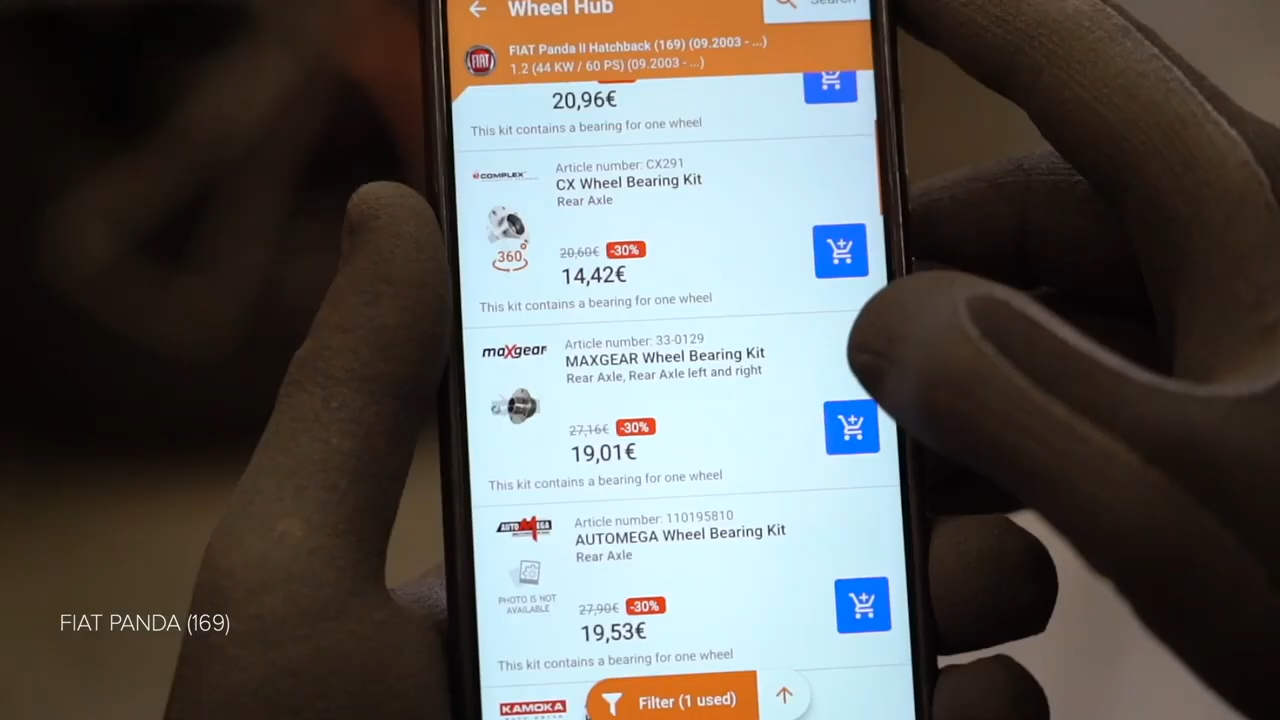 Wheel Hub
Search
FIAT
FIAT Panda II Hatchback (169) (09.2003 - ...)
1.2 (44 KW / 60 PS) (09.2003 - ...)
20,96€
This kit contains a bearing for one wheel
COMPLEX
Article number: CX291
CX Wheel Bearing Kit
Rear Axle
360°
20,60€ -30%
14,42€
This kit contains a bearing for one wheel
maXgear
Article number: 33-0129
MAXGEAR Wheel Bearing Kit
Rear Axle, Rear Axle left and right
27,16€ -30%
19,01€
This kit contains a bearing for one wheel
AUTOMEGA
Article number: 110195810
AUTOMEGA Wheel Bearing Kit
Rear Axle
PHOTO IS NOT
AVAILABLE
27,90€ -30%
19,53€
This kit contains a bearing for one wheel
KAMOKA
Filter (1 used)
FIAT PANDA (169)